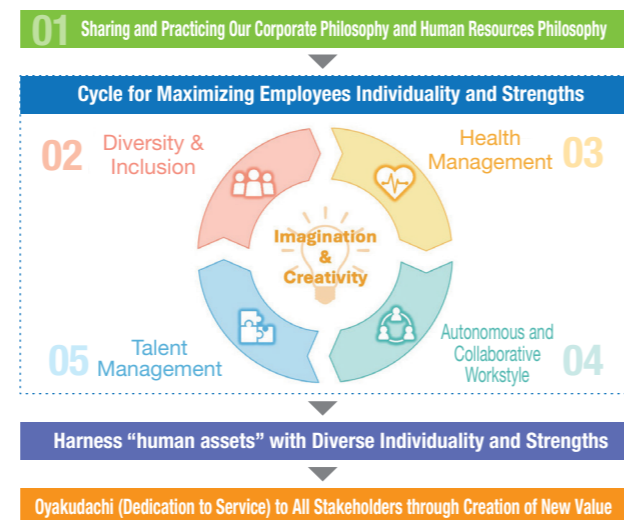 01 Sharing and Practicing Our Corporate Philosophy and Human Resources Philosophy
Cycle for Maximizing Employees Individuality and Strengths
02 Diversity &
Inclusion
Health
Management 03
Imagination
&
Creativity
05 Talent
Management
Autonomous and
Collaborative
Workstyle 04
Harness “human assets” with Diverse Individuality and Strengths
Oyakudachi (Dedication to Service) to All Stakeholders through Creation of New Value